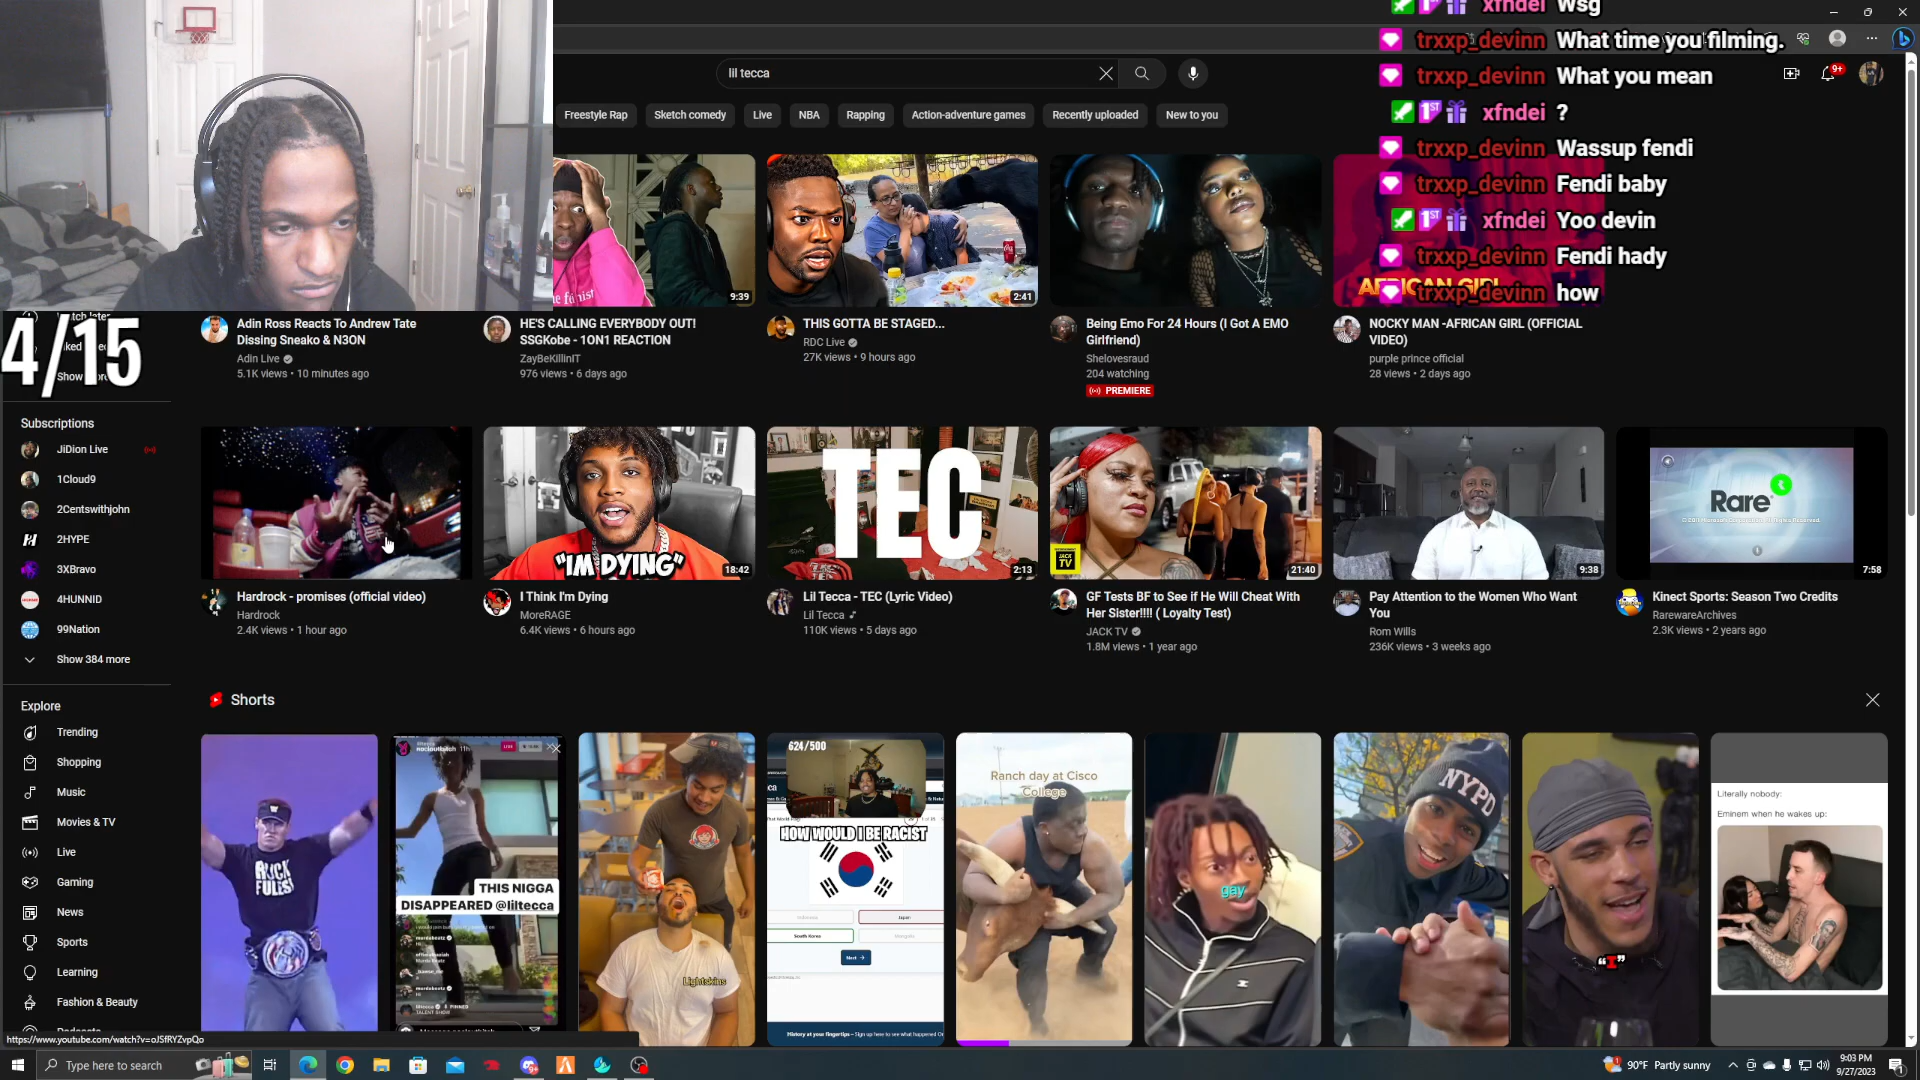 lil tecca
xfndei Wsg
trxxp_devinn What time you filming.
trxxp_devinn What you mean
xfndei ?
trxxp_devinn Wassup fendi
trxxp_devinn Fendi baby
xfndei Yoo devin
trxxp_devinn Fendi hady
trxxp_devinn how
9+
Freestyle Rap
Sketch comedy
Live
NBA
Rapping
Action-adventure games
Recently uploaded
New to you
9:39
2:41
AFRICAN GIRL
4/15
Adin Ross Reacts To Andrew Tate
Dissing Sneako & N3ON
Adin Live
5.1K views • 10 minutes ago
HE'S CALLING EVERYBODY OUT!
SSGKobe - 1ON1 REACTION
ZayBeKillinIT
976 views • 6 days ago
THIS GOTTA BE STAGED...
RDC Live
27K views • 9 hours ago
Being Emo For 24 Hours (I Got A EMO
Girlfriend)
Shelovesraud
204 watching
PREMIERE
NOCKY MAN -AFRICAN GIRL (OFFICIAL
VIDEO)
purple prince official
28 views • 2 days ago
Subscriptions
JiDion Live
1Cloud9
2Centswithjohn
2HYPE
3XBravo
4HUNNID
99Nation
Show 384 more
Explore
Trending
Shopping
Music
Movies & TV
Live
Gaming
News
Sports
Learning
Fashion & Beauty
Podcasts
Hardrock - promises (official video)
Hardrock
2.4K views • 1 hour ago
"IM DYING"
18:42
I Think I'm Dying
MoreRAGE
6.4K views • 6 hours ago
TEC
2:13
Lil Tecca - TEC (Lyric Video)
Lil Tecca
110K views • 5 days ago
JACK TV
21:40
GF Tests BF to See if He Will Cheat With
Her Sister!!!! ( Loyalty Test)
JACK TV
1.8M views • 1 year ago
9:38
Pay Attention to the Women Who Want
You
Rom Wills
236K views • 3 weeks ago
Rare
7:58
Kinect Sports: Season Two Credits
RarewareArchives
2.3K views • 2 years ago
Shorts
THIS NIGGA
DISAPPEARED @liltecca
Lightskins
624/500
HOW WOULD I BE RACIST
Japan
South Korea
Next
Ranch day at Cisco
College
gay
NYPD
"I"
Literally nobody:
Eminem when he wakes up:
https://www.youtube.com/watch?v=oJSfRYZvpQo
Type here to search
90°F Partly sunny
9:03 PM
9/27/2023